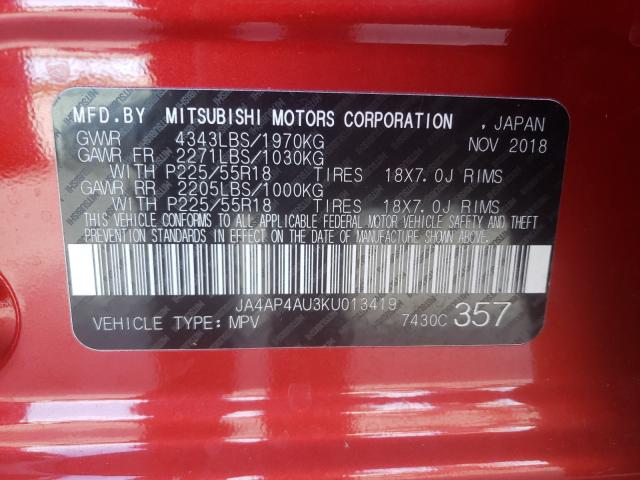 MFD.BY MITSUBISHI MOTORS CORPORATION , JAPAN
GVWR 4343LBS/1970KG NOV 2018
GAWR FR 2271LBS/1030KG
WITH P225/55R18 TIRES 18X7.0J RIMS
GAWR RR 2205LBS/1000KG
WITH P225/55R18 TIRES 18X7.0J RIMS
THIS VEHICLE CONFORMS TO ALL APPLICABLE FEDERAL MOTOR VEHICLE SAFETY AND THEFT
PREVENTION STANDARDS IN EFFECT ON THE DATE OF MANUFACTURE SHOWN ABOVE.
JA4AP4AU3KU013419
VEHICLE TYPE: MPV 7430C 357